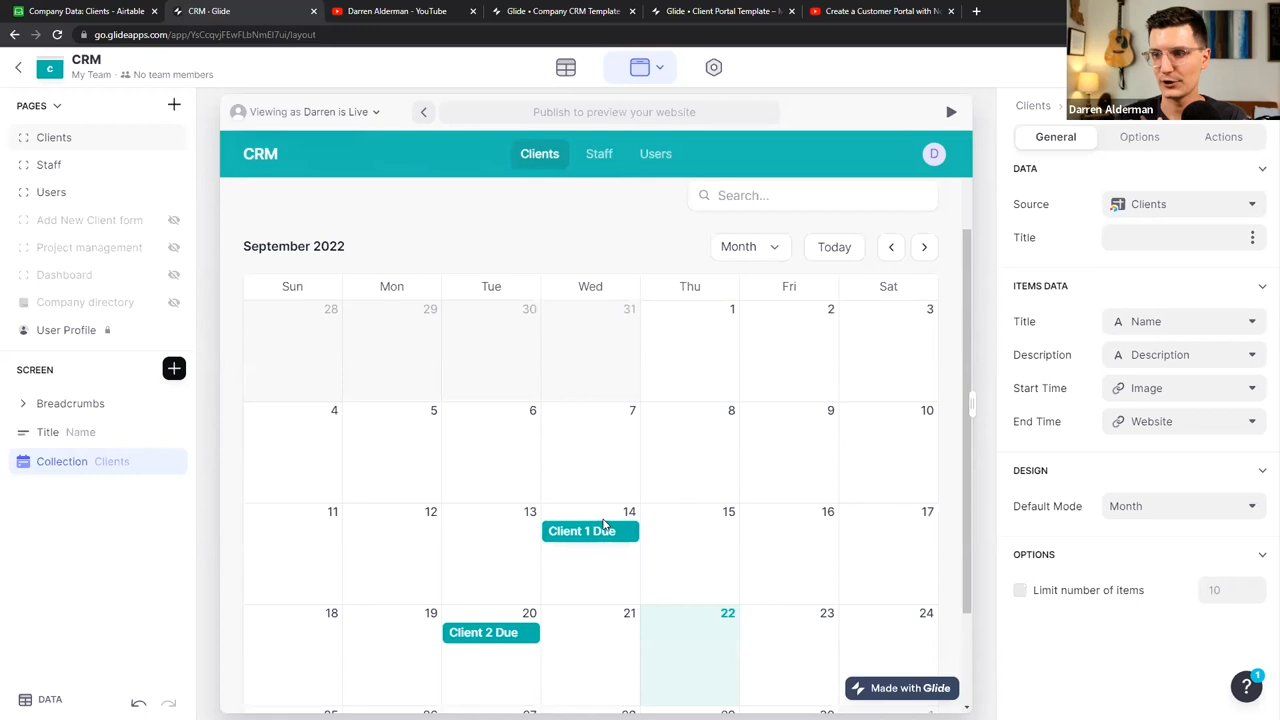 Company Data: Clients - Airtable
CRM - Glide
Darren Alderman - YouTube
Glide • Company CRM Template
Glide • Client Portal Template –
Create a Customer Portal with N
go.glideapps.com/app/YsCcqvjFEwFLbNmEl7ui/layout
CRM
My Team • No team members
C
Darren Alderman
PAGES
Clients
Staff
Users
Add New Client form
Project management
Dashboard
Company directory
User Profile
SCREEN
Breadcrumbs
Title Name
Collection Clients
DATA
Viewing as Darren is Live
Publish to preview your website
CRM
Clients
Staff
Users
D
Search...
September 2022
Month
Today
Sun Mon Tue Wed Thu Fri Sat
28 29 30 31 1 2 3
4 5 6 7 8 9 10
11 12 13 14 15 16 17
Client 1 Due
18 19 20 21 22 23 24
Client 2 Due
Made with Glide
Clients
General
Options
Actions
DATA
Source Clients
Title
ITEMS DATA
Title Name
Description Description
Start Time Image
End Time Website
DESIGN
Default Mode Month
OPTIONS
Limit number of items 10
?
1